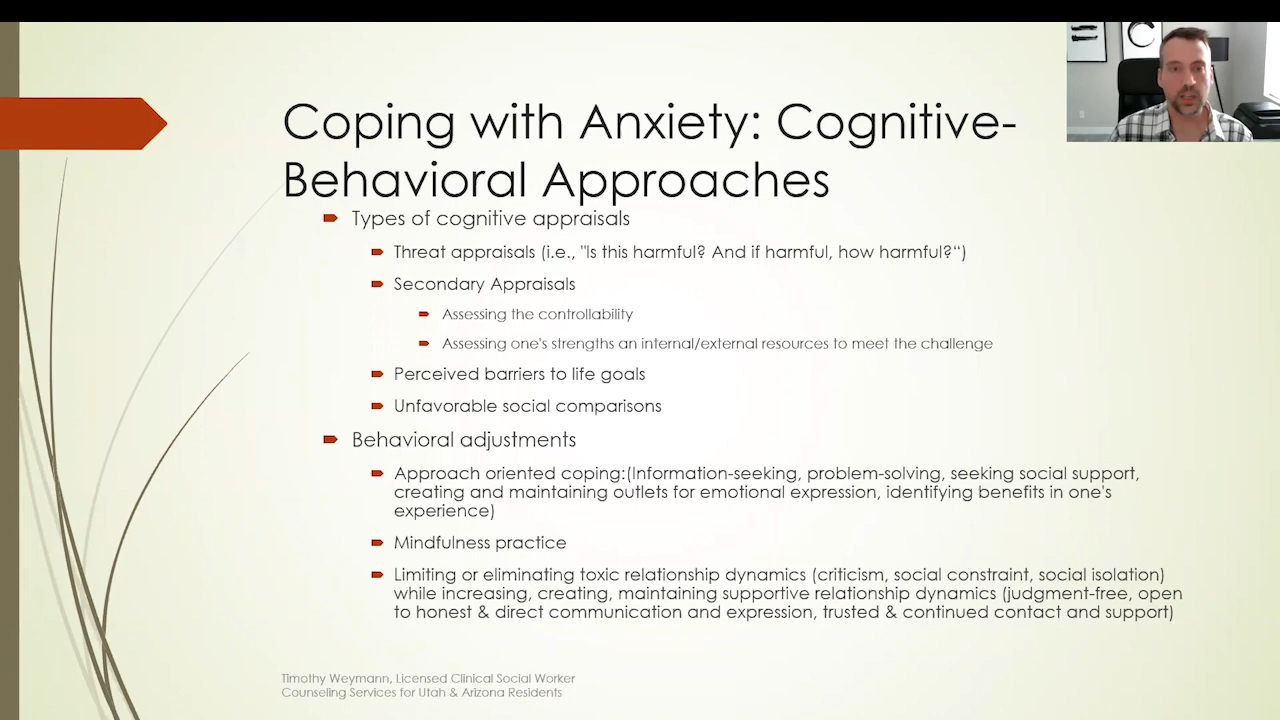 Coping with Anxiety: Cognitive-
Behavioral Approaches
Types of cognitive appraisals
Threat appraisals (i.e., "Is this harmful? And if harmful, how harmful?“)
Secondary Appraisals
Assessing the controllability
Assessing one's strengths an internal/external resources to meet the challenge
Perceived barriers to life goals
Unfavorable social comparisons
Behavioral adjustments
Approach oriented coping:(Information-seeking, problem-solving, seeking social support,
creating and maintaining outlets for emotional expression, identifying benefits in one's
experience)
Mindfulness practice
Limiting or eliminating toxic relationship dynamics (criticism, social constraint, social isolation)
while increasing, creating, maintaining supportive relationship dynamics (judgment-free, open
to honest & direct communication and expression, trusted & continued contact and support)
Timothy Weymann, Licensed Clinical Social Worker
Counseling Services for Utah & Arizona Residents